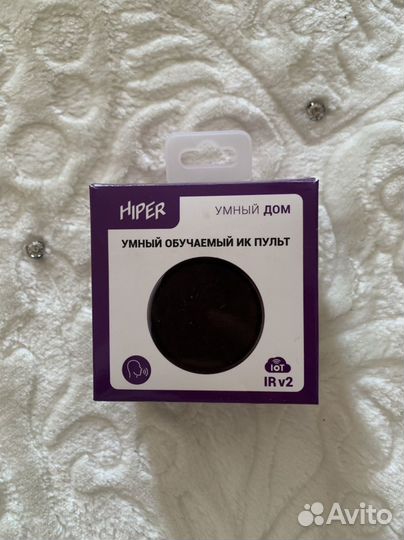 HIPER
УМНЫЙ ДОМ
УМНЫЙ ОБУЧАЕМЫЙ ИК ПУЛЬТ
IoT
IR v2
Avito